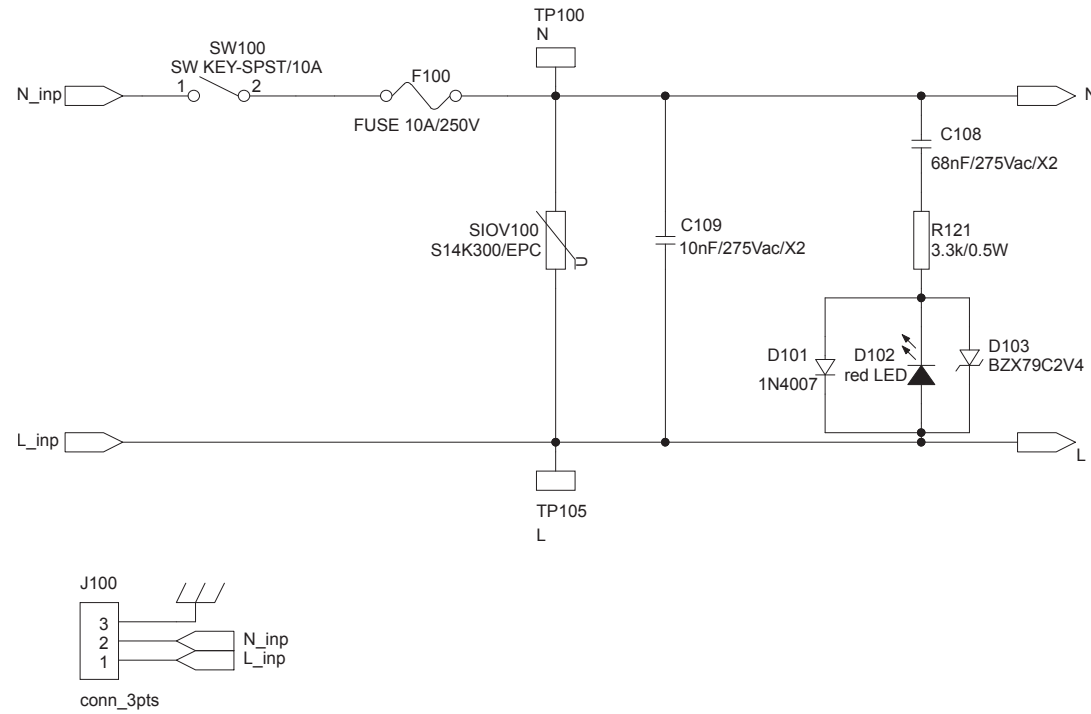 TP100
N
SW100
SW KEY-SPST/10A
1
2
F100
FUSE 10A/250V
N_inp
N
C108
68nF/275Vac/X2
SIOV100
S14K300/EPC
U
C109
10nF/275Vac/X2
R121
3.3k/0.5W
D101
1N4007
D102
red LED
D103
BZX79C2V4
L_inp
L
TP105
L
J100
3
2
1
N_inp
L_inp
conn_3pts